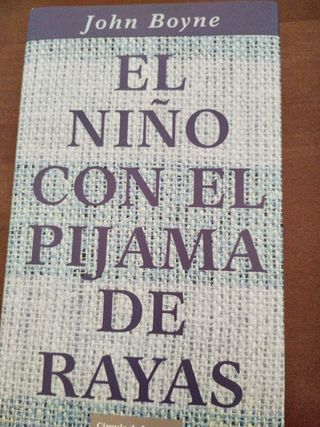 John Boyne
EL
NIÑO
CON EL
PIJAMA
DE
RAYAS